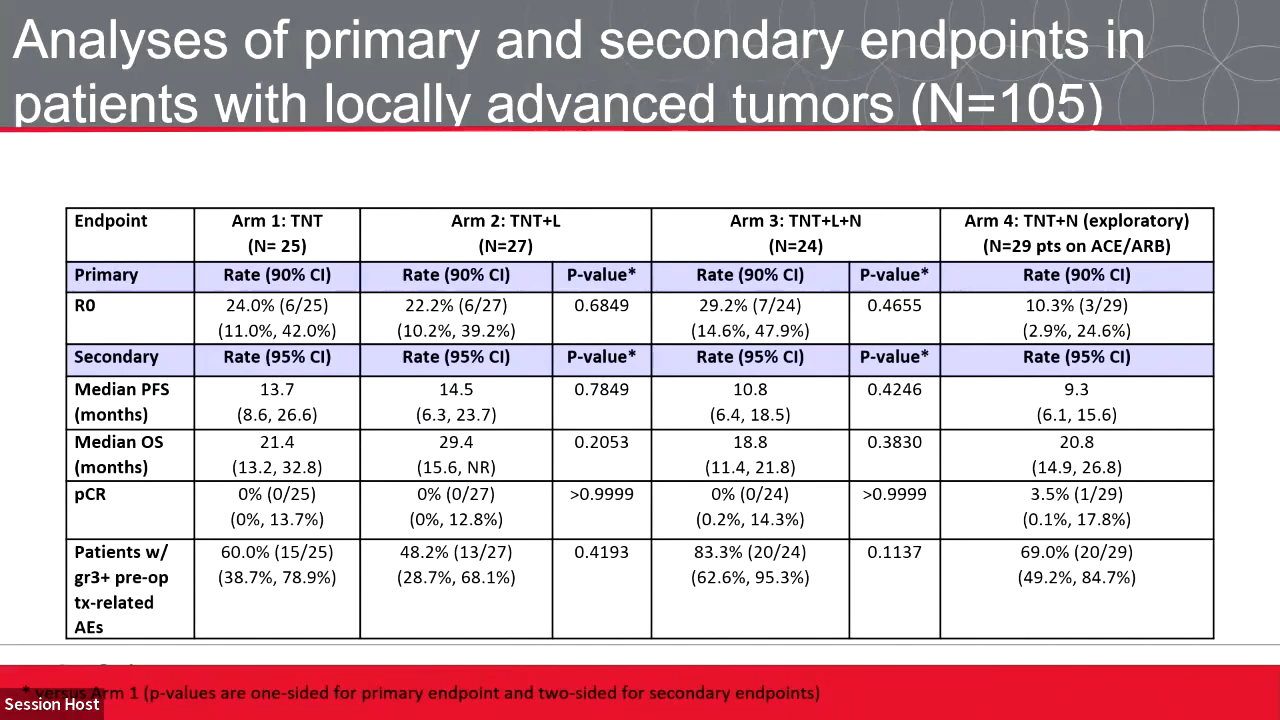 Analyses of primary and secondary endpoints in
patients with locally advanced tumors (N=105)
Endpoint Arm 1: TNT Arm 2: TNT+L Arm 3: TNT+L+N Arm 4: TNT+N (exploratory)
(N= 25) (N=27) (N=24) (N=29 pts on ACE/ARB)
Primary Rate (90% CI) Rate (90% CI) P-value* Rate (90% CI) P-value* Rate (90% CI)
R0 24.0% (6/25) 22.2% (6/27) 0.6849 29.2% (7/24) 0.4655 10.3% (3/29)
(11.0%, 42.0%) (10.2%, 39.2%) (14.6%, 47.9%) (2.9%, 24.6%)
Secondary Rate (95% CI) Rate (95% CI) P-value* Rate (95% CI) P-value* Rate (95% CI)
Median PFS 13.7 14.5 0.7849 10.8 0.4246 9.3
(months) (8.6, 26.6) (6.3, 23.7) (6.4, 18.5) (6.1, 15.6)
Median OS 21.4 29.4 0.2053 18.8 0.3830 20.8
(months) (13.2, 32.8) (15.6, NR) (11.4, 21.8) (14.9, 26.8)
pCR 0% (0/25) 0% (0/27) >0.9999 0% (0/24) >0.9999 3.5% (1/29)
(0%, 13.7%) (0%, 12.8%) (0.2%, 14.3%) (0.1%, 17.8%)
Patients w/ 60.0% (15/25) 48.2% (13/27) 0.4193 83.3% (20/24) 0.1137 69.0% (20/29)
gr3+ pre-op (38.7%, 78.9%) (28.7%, 68.1%) (62.6%, 95.3%) (49.2%, 84.7%)
tx-related
AEs
* versus Arm 1 (p-values are one-sided for primary endpoint and two-sided for secondary endpoints)
Session Host